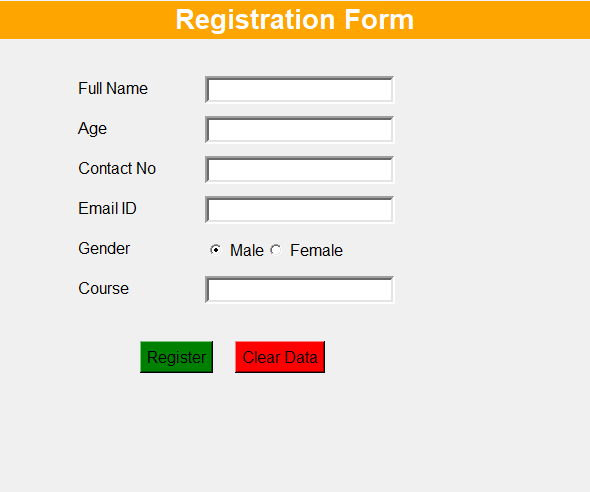 Registration Form
Full Name
Age
Contact No
Email ID
Gender Male Female
Course
Register Clear Data